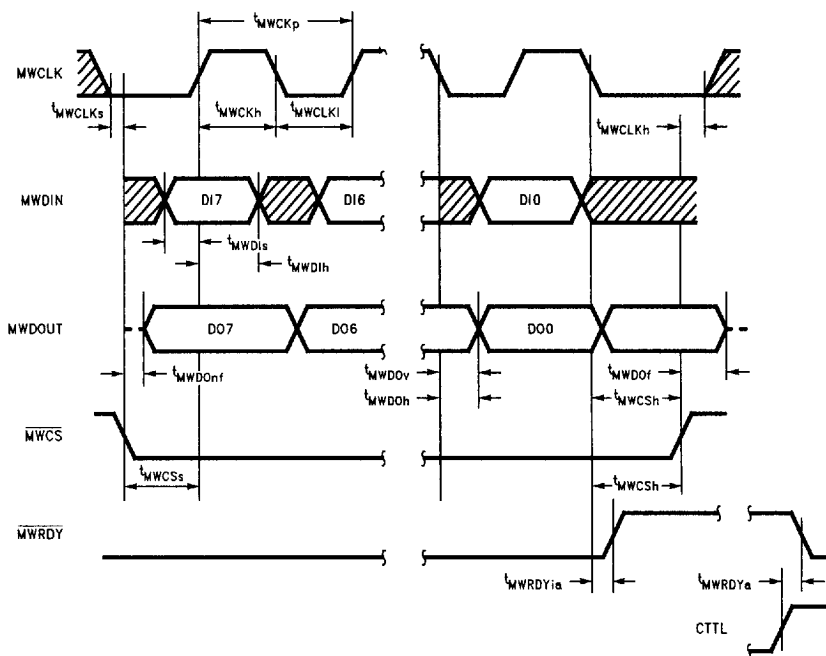 tMWCKp
MWCLK
tMWCLKs
tMWCKh
tMWCLKl
tMWCLKh
MWDIN
DI7
DI6
DI0
tMWDIs
tMWDIh
MWDOUT
DO7
DO6
DO0
tMWDOnf
tMWDOv
tMWDOf
tMWDOh
tMWCSh
MWCS
tMWCSs
tMWCSh
MWRDY
tMWRDYia
tMWRDYa
CTTL